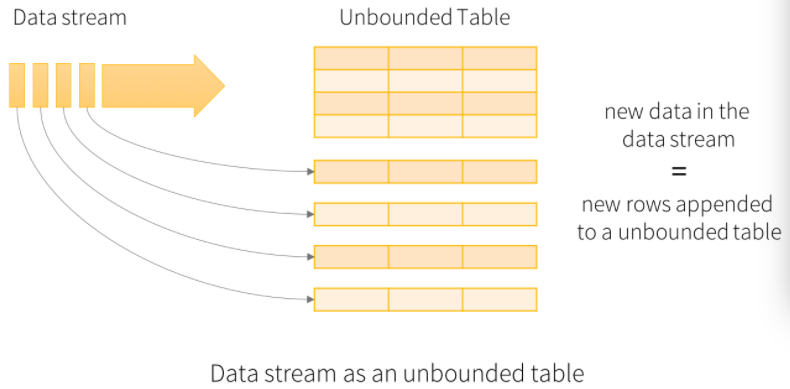 Data stream
Unbounded Table
new data in the
data stream
=
new rows appended
to a unbounded table
Data stream as an unbounded table